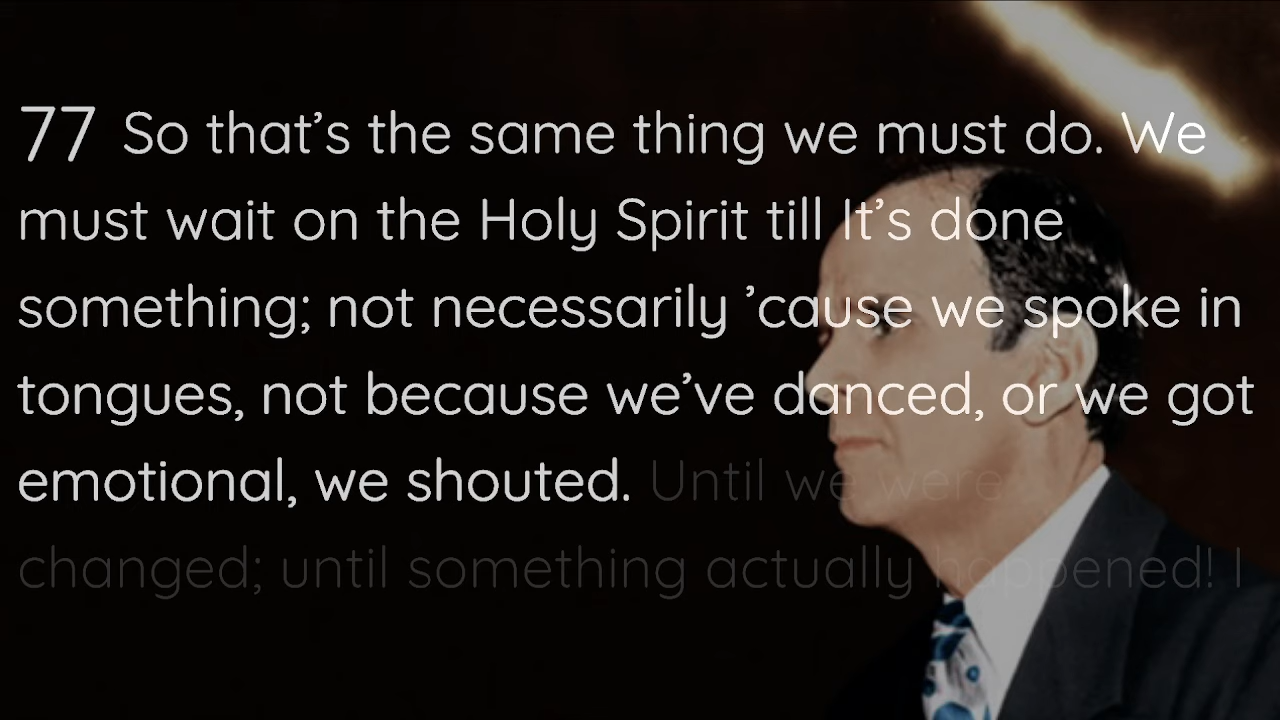 77 So that’s the same thing we must do. We
must wait on the Holy Spirit till It’s done
something; not necessarily ’cause we spoke in
tongues, not because we’ve danced, or we got
emotional, we shouted. Until we were
changed; until something actually happened! I